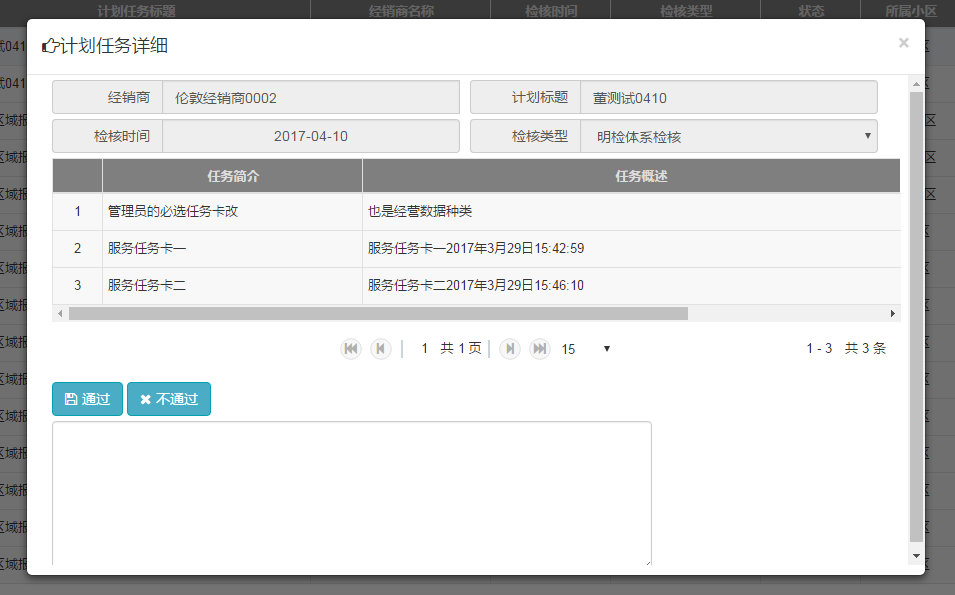 计划任务标题 经销商名称 检核时间 检核类型 状态 所属小区
计划任务详细 ×
经销商 伦敦经销商0002 计划标题 董测试0410
检核时间 2017-04-10 检核类型 明检体系检核
任务简介 任务概述
1 管理员的必选任务卡改 也是经营数据种类
2 服务任务卡一 服务任务卡一2017年3月29日15:42:59
3 服务任务卡二 服务任务卡二2017年3月29日15:46:10
1 共 1 页 15 1 - 3 共 3 条
通过 不通过